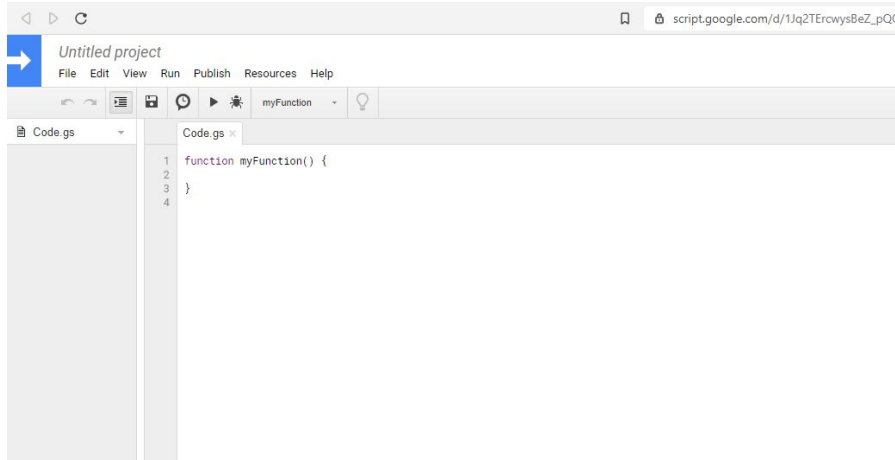 script.google.com/d/1Jq2TErcwysBeZ_pQ
Untitled project
File Edit View Run Publish Resources Help
myFunction
Code.gs
Code.gs ×
1 function myFunction() {
2
3 }
4